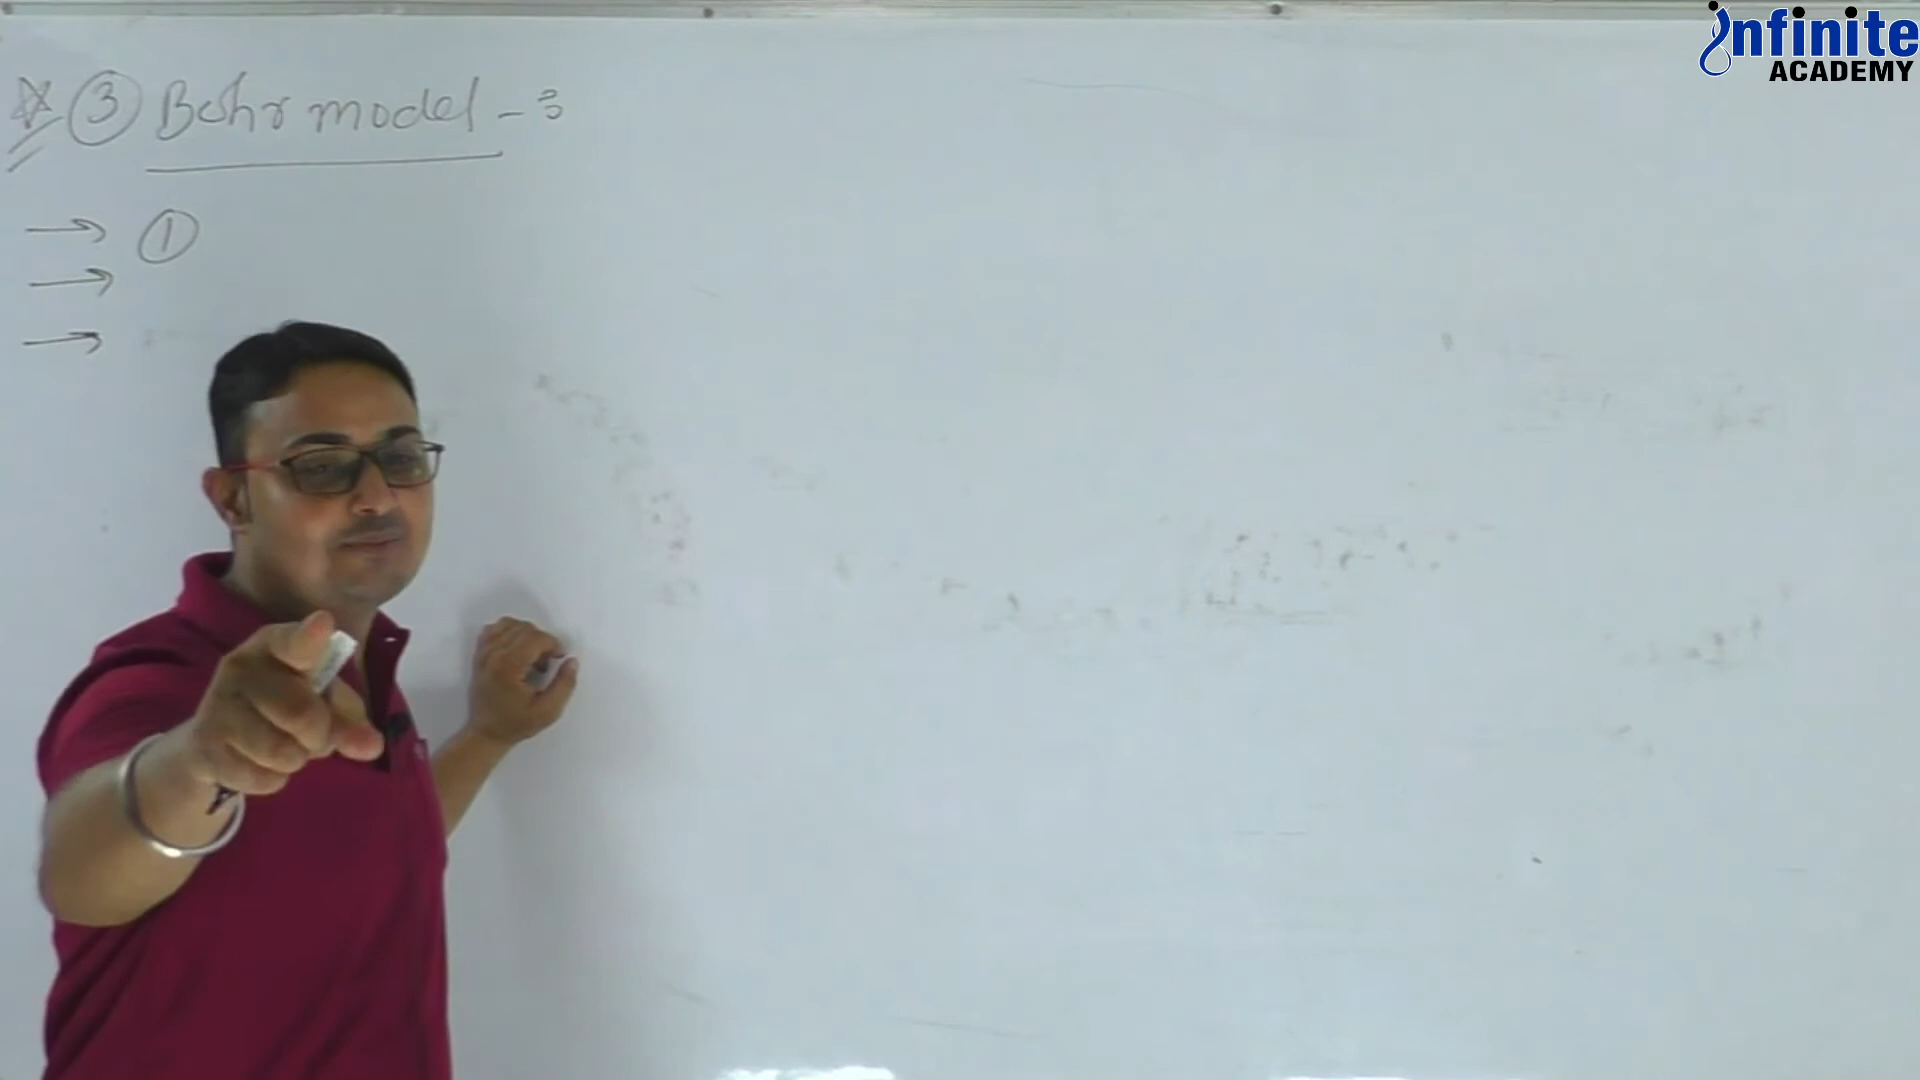 ③ Bohr model -:
→ ①
→
→
infinite
ACADEMY